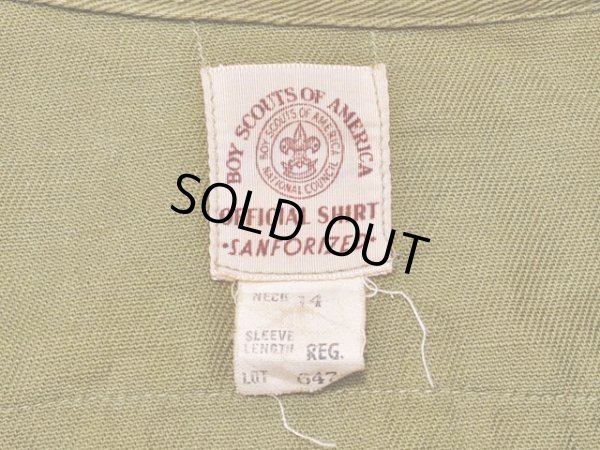 BOY SCOUTS OF AMERICA
BOY SCOUTS OF AMERICA
NATIONAL COUNCIL
OFFICIAL SHIRT
•SANFORIZED•
SOLD OUT
NECK 14
SLEEVE
LENGTH REG.
LOT 647